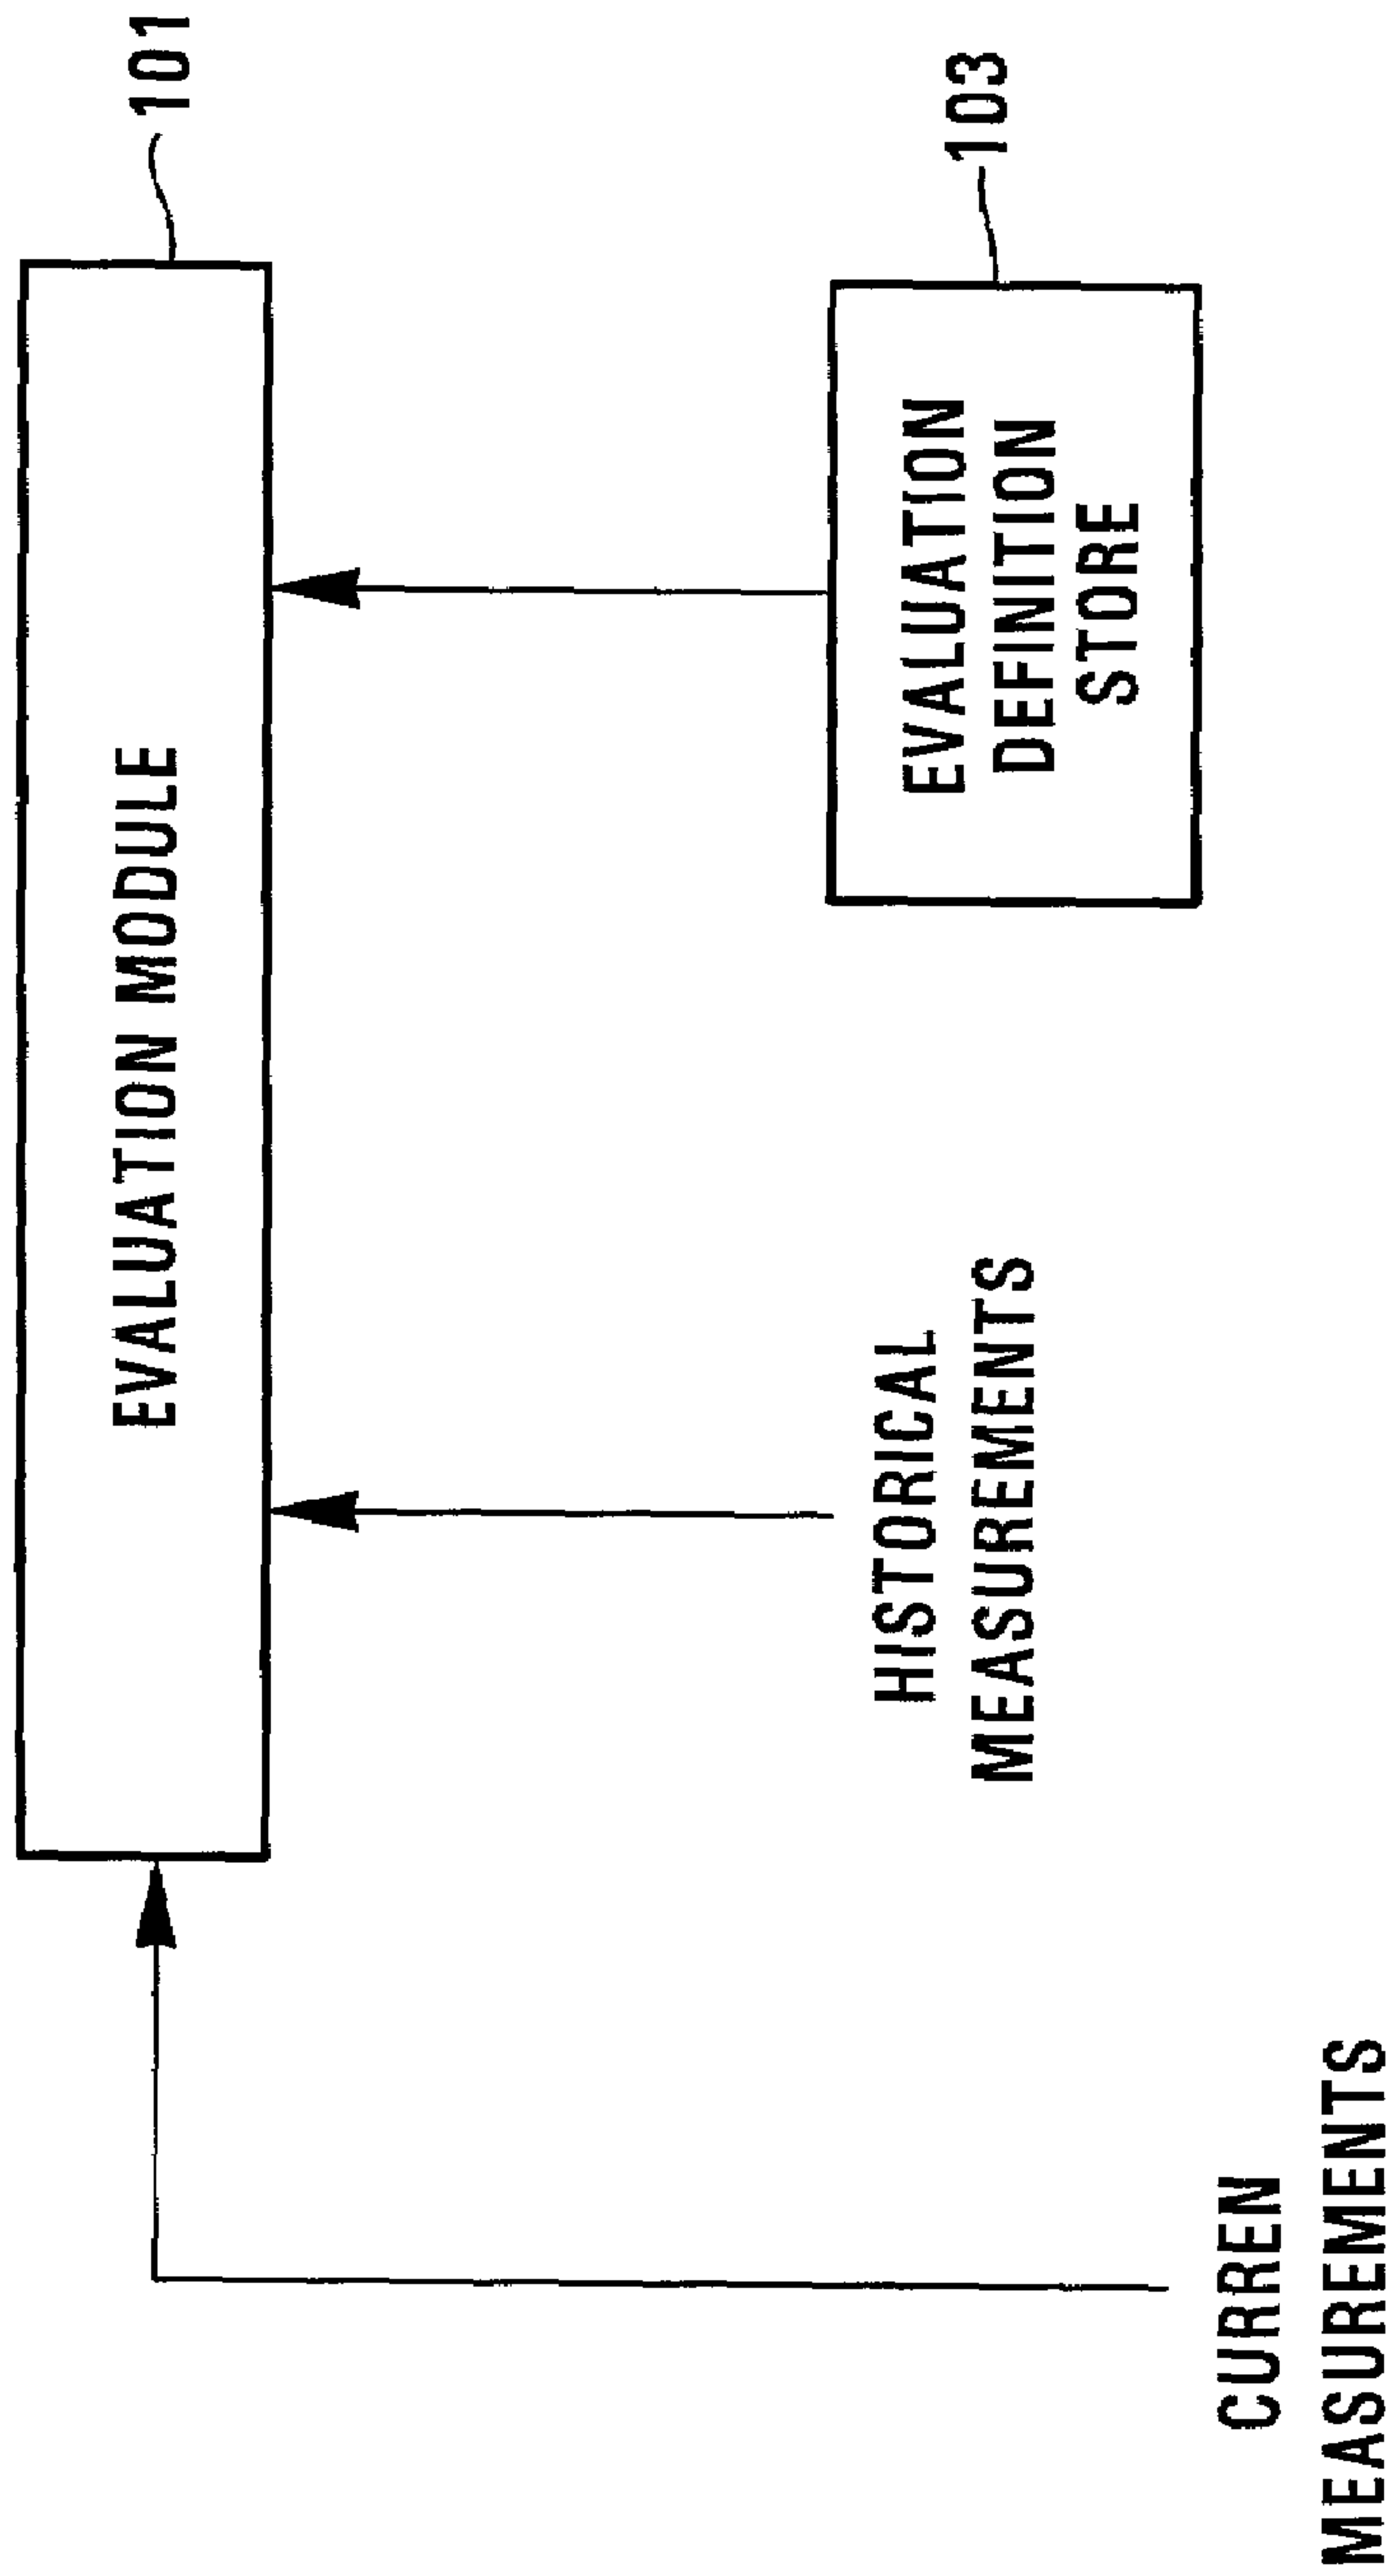 EVALUATION MODULE
101
CURREN
MEASUREMENTS
HISTORICAL
MEASUREMENTS
EVALUATION
DEFINITION
STORE
103